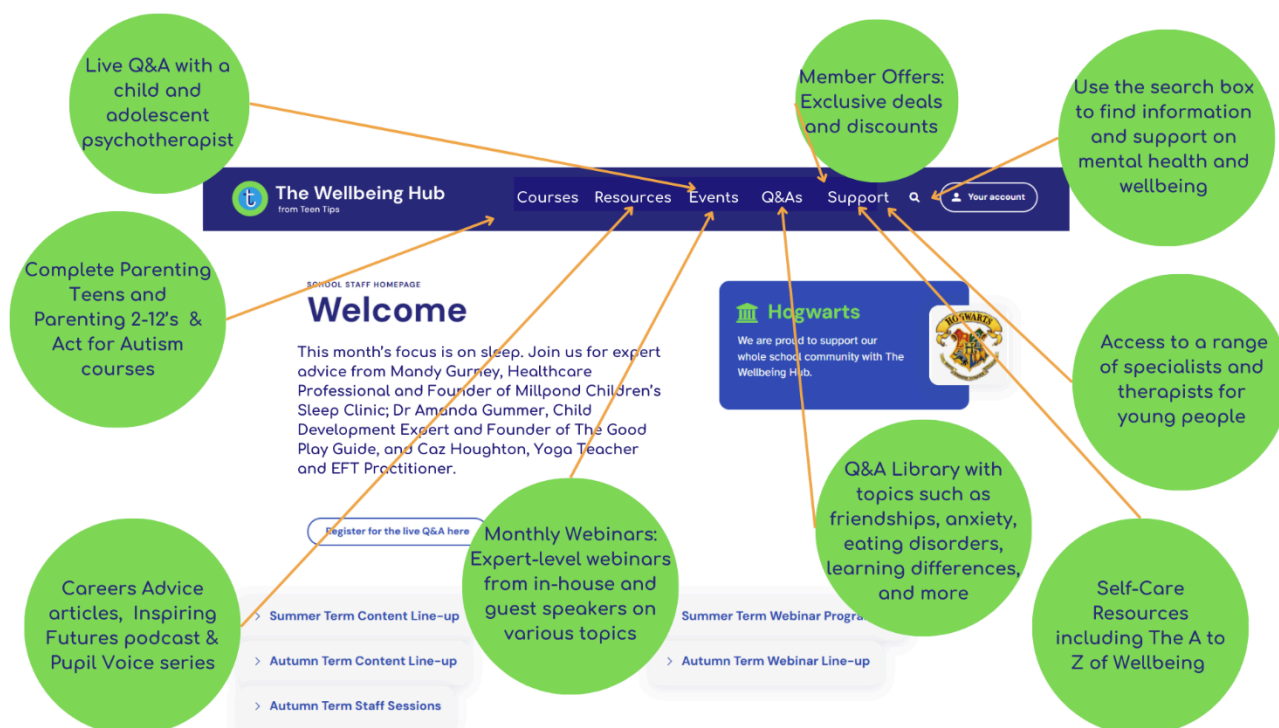 Live Q&A with a
child and
adolescent
psychotherapist
Member Offers:
Exclusive deals
and discounts
Use the search box
to find information
and support on
mental health and
wellbeing
t The Wellbeing Hub
from Teen Tips
Courses Resources Events Q&As Support Your account
Complete Parenting
Teens and
Parenting 2-12's &
Act for Autism
courses
SCHOOL STAFF HOMEPAGE
Welcome
This month's focus is on sleep. Join us for expert
advice from Mandy Gurney, Healthcare
Professional and Founder of Millpond Children's
Sleep Clinic; Dr Amanda Gummer, Child
Development Expert and Founder of The Good
Play Guide, and Caz Houghton, Yoga Teacher
and EFT Practitioner.
Register for the live Q&A here
Hogwarts
We are proud to support our
whole school community with The
Wellbeing Hub.
HOGWARTS
Access to a range
of specialists and
therapists for
young people
Q&A Library with
topics such as
friendships, anxiety,
eating disorders,
learning differences,
and more
Monthly Webinars:
Expert-level webinars
from in-house and
guest speakers on
various topics
Careers Advice
articles, Inspiring
Futures podcast &
Pupil Voice series
Self-Care
Resources
including The A to
Z of Wellbeing
Summer Term Content Line-up
Autumn Term Content Line-up
Autumn Term Staff Sessions
Summer Term Webinar
Autumn Term Webinar Line-up